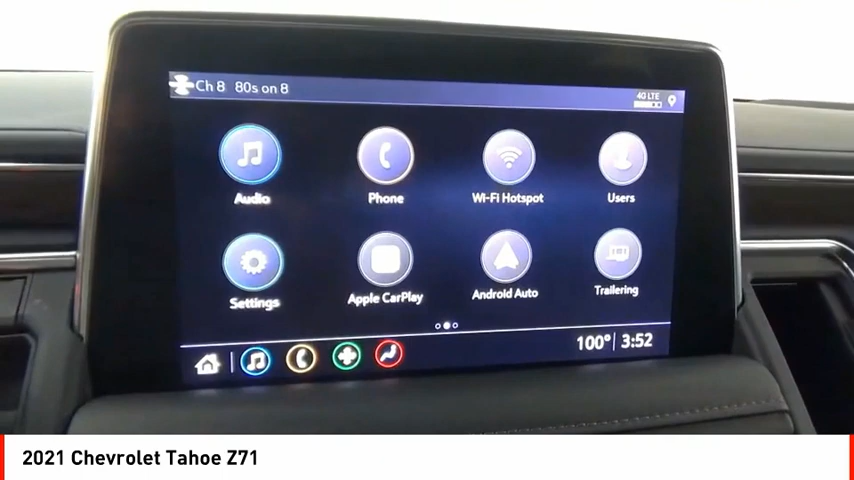 Ch 8 80s on 8
4G LTE
Audio
Phone
Wi-Fi Hotspot
Users
Settings
Apple CarPlay
Android Auto
Trailering
100° 3:52
2021 Chevrolet Tahoe Z71